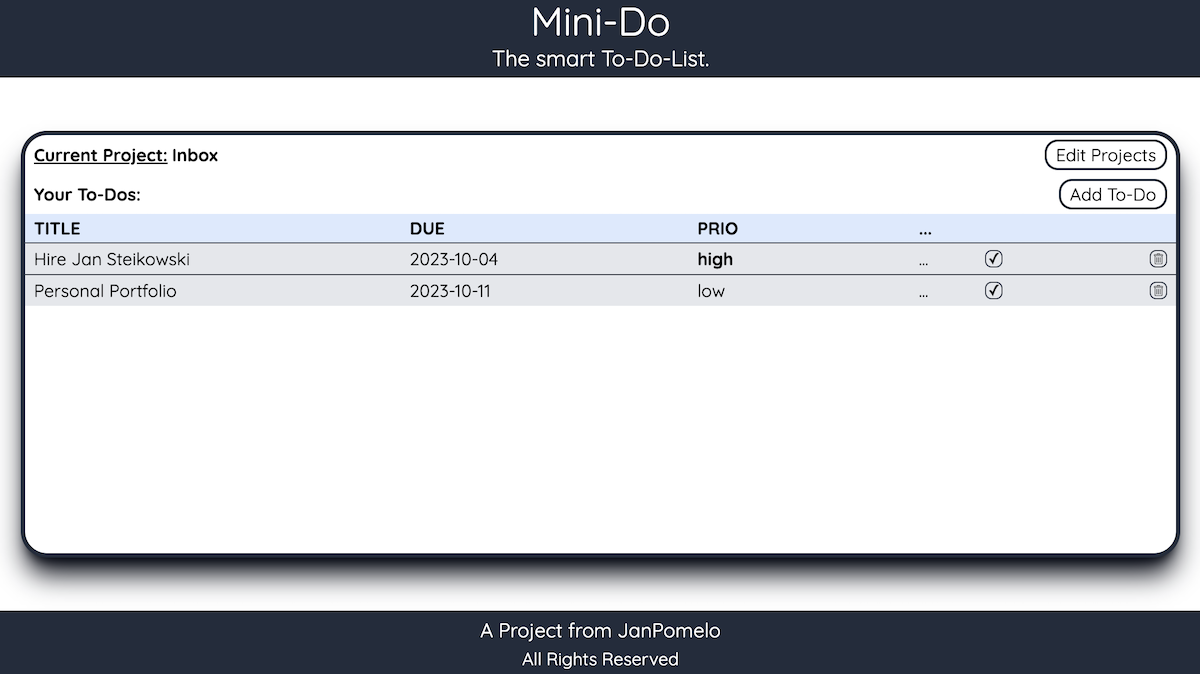 Mini-Do
The smart To-Do-List.
Current Project: Inbox Edit Projects
Your To-Dos: Add To-Do
TITLE DUE PRIO ...
Hire Jan Steikowski 2023-10-04 high ...
Personal Portfolio 2023-10-11 low ...
A Project from JanPomelo
All Rights Reserved